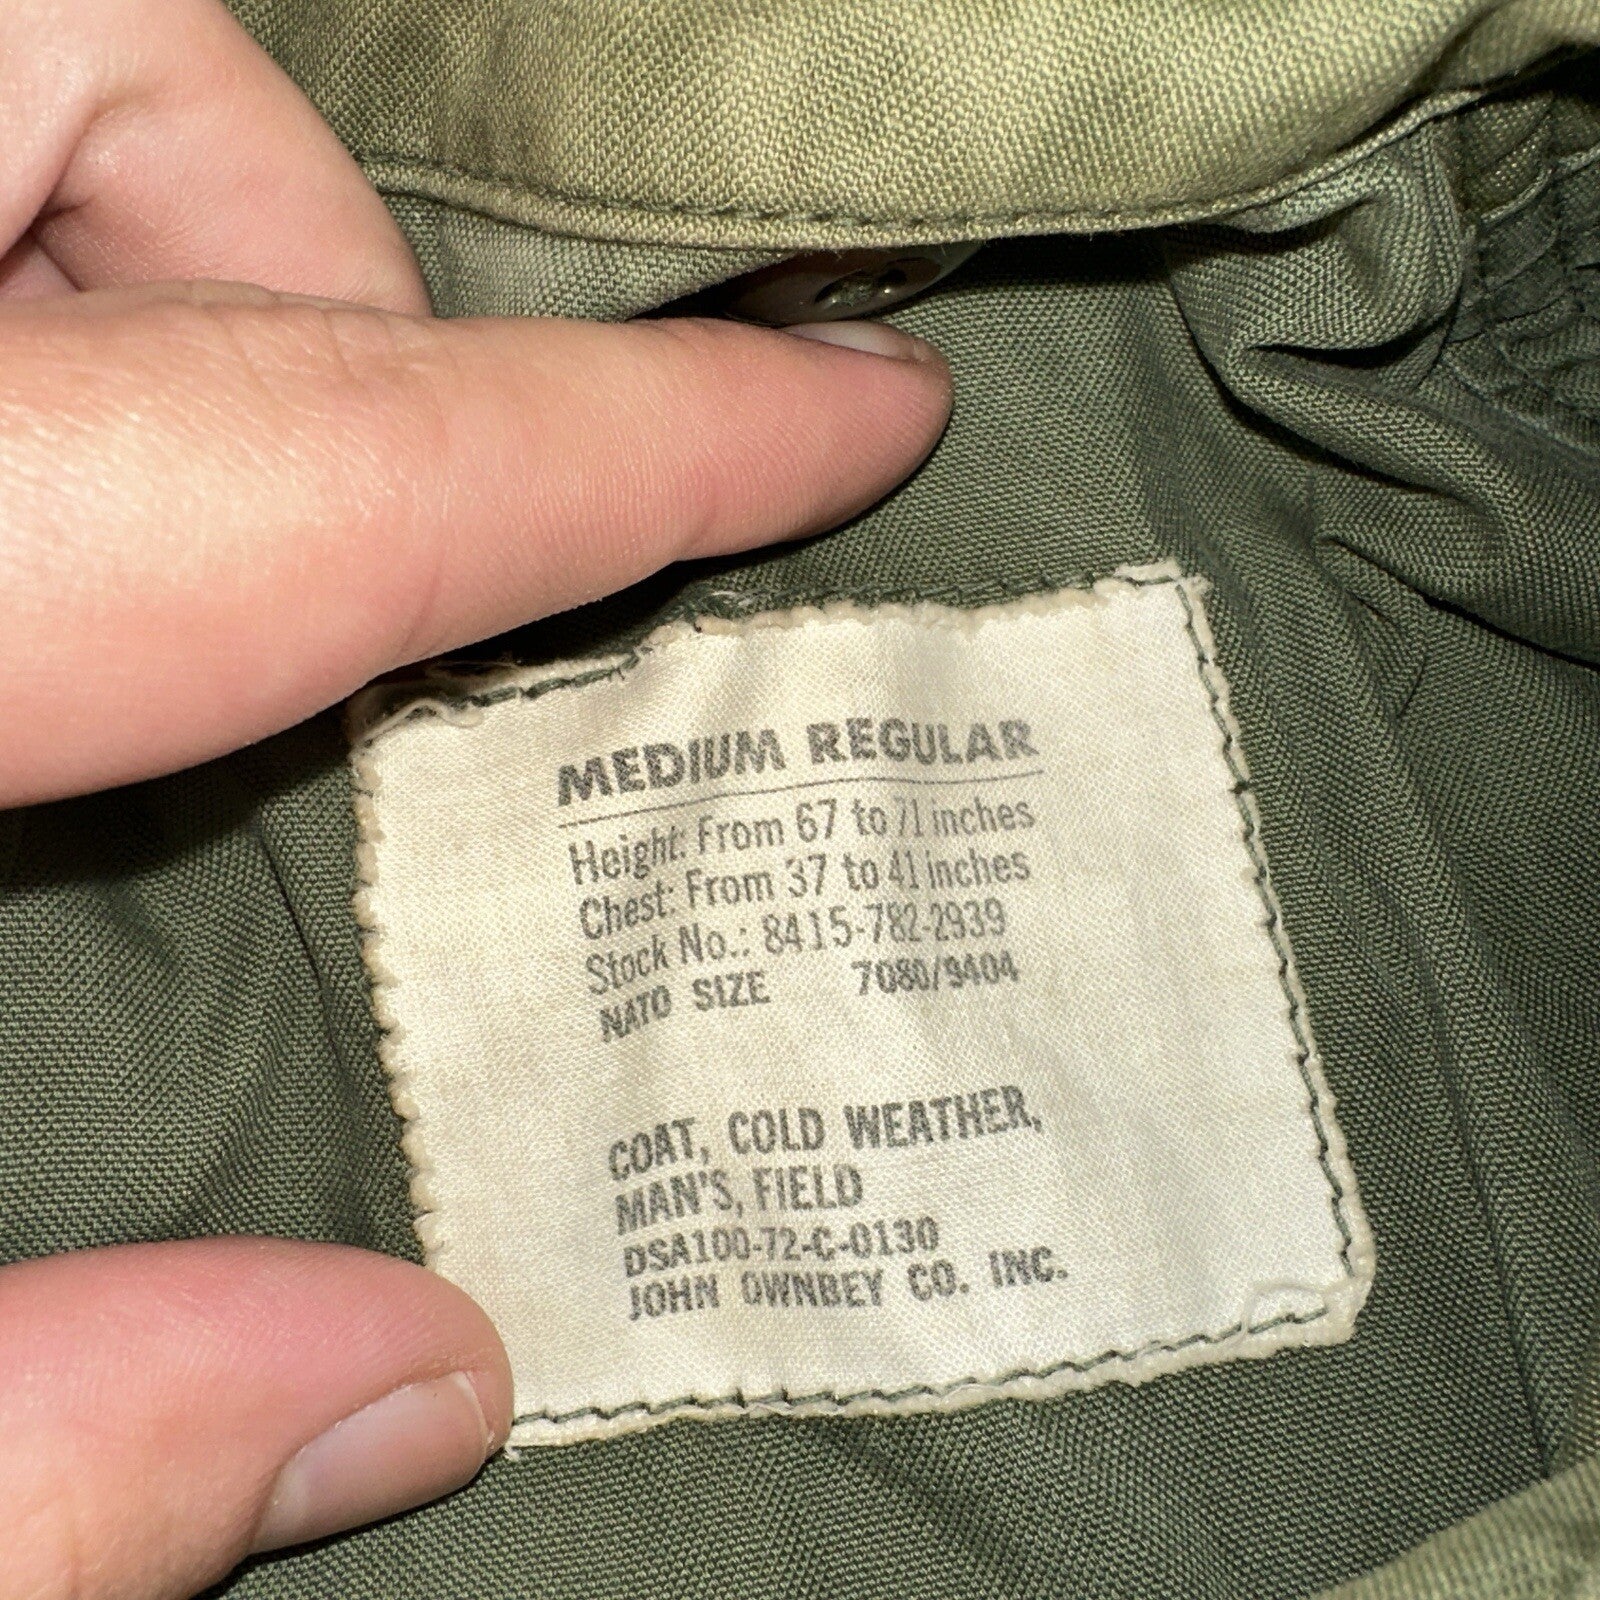 MEDIUM REGULAR
Height: From 67 to 71 inches
Chest: From 37 to 41 inches
Stock No.: 8415-782-2939
NATO SIZE 7080/9404
COAT, COLD WEATHER,
MAN'S, FIELD
DSA100-72-C-0130
JOHN OWNBEY CO. INC.